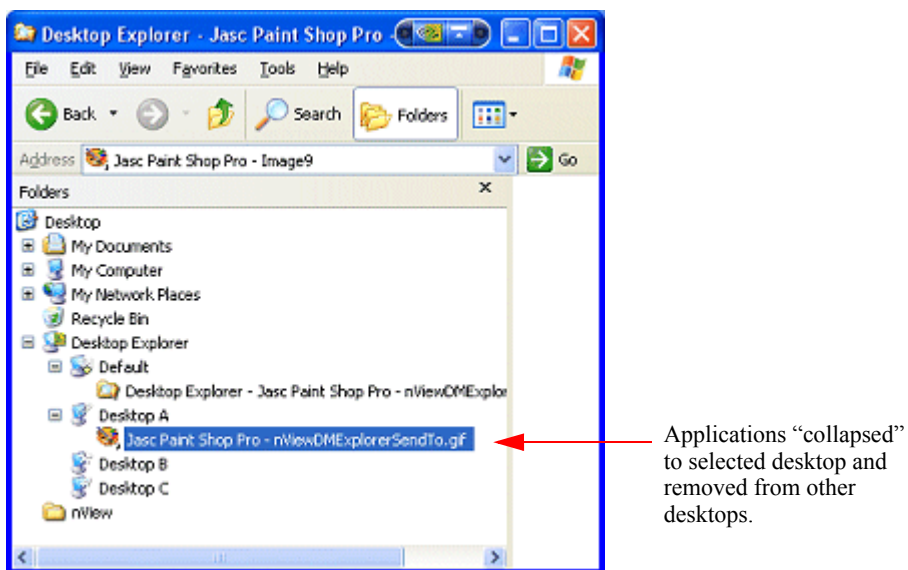 Desktop Explorer - Jasc Paint Shop Pro -
File Edit View Favorites Tools Help
Back Search Folders
Address Jasc Paint Shop Pro - Image9 Go
Folders x
Desktop
My Documents
My Computer
My Network Places
Recycle Bin
Desktop Explorer
Default
Desktop Explorer - Jasc Paint Shop Pro - nViewDMExplor
Desktop A
Jasc Paint Shop Pro - nViewDMExplorerSendTo.gif
Desktop B
Desktop C
nView
Applications “collapsed”
to selected desktop and
removed from other
desktops.